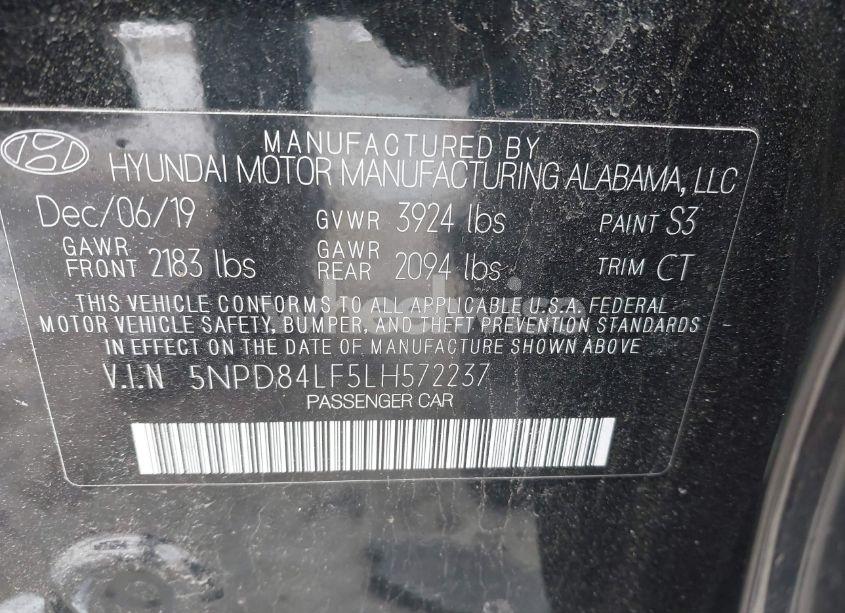 MANUFACTURED BY
HYUNDAI MOTOR MANUFACTURING ALABAMA, LLC
Dec/06/19 GVWR 3924 lbs PAINT S3
GAWR FRONT 2183 lbs GAWR REAR 2094 lbs TRIM CT
THIS VEHICLE CONFORMS TO ALL APPLICABLE U.S.A. FEDERAL
MOTOR VEHICLE SAFETY, BUMPER, AND THEFT PREVENTION STANDARDS
IN EFFECT ON THE DATE OF MANUFACTURE SHOWN ABOVE
V.I.N 5NPD84LF5LH572237
PASSENGER CAR